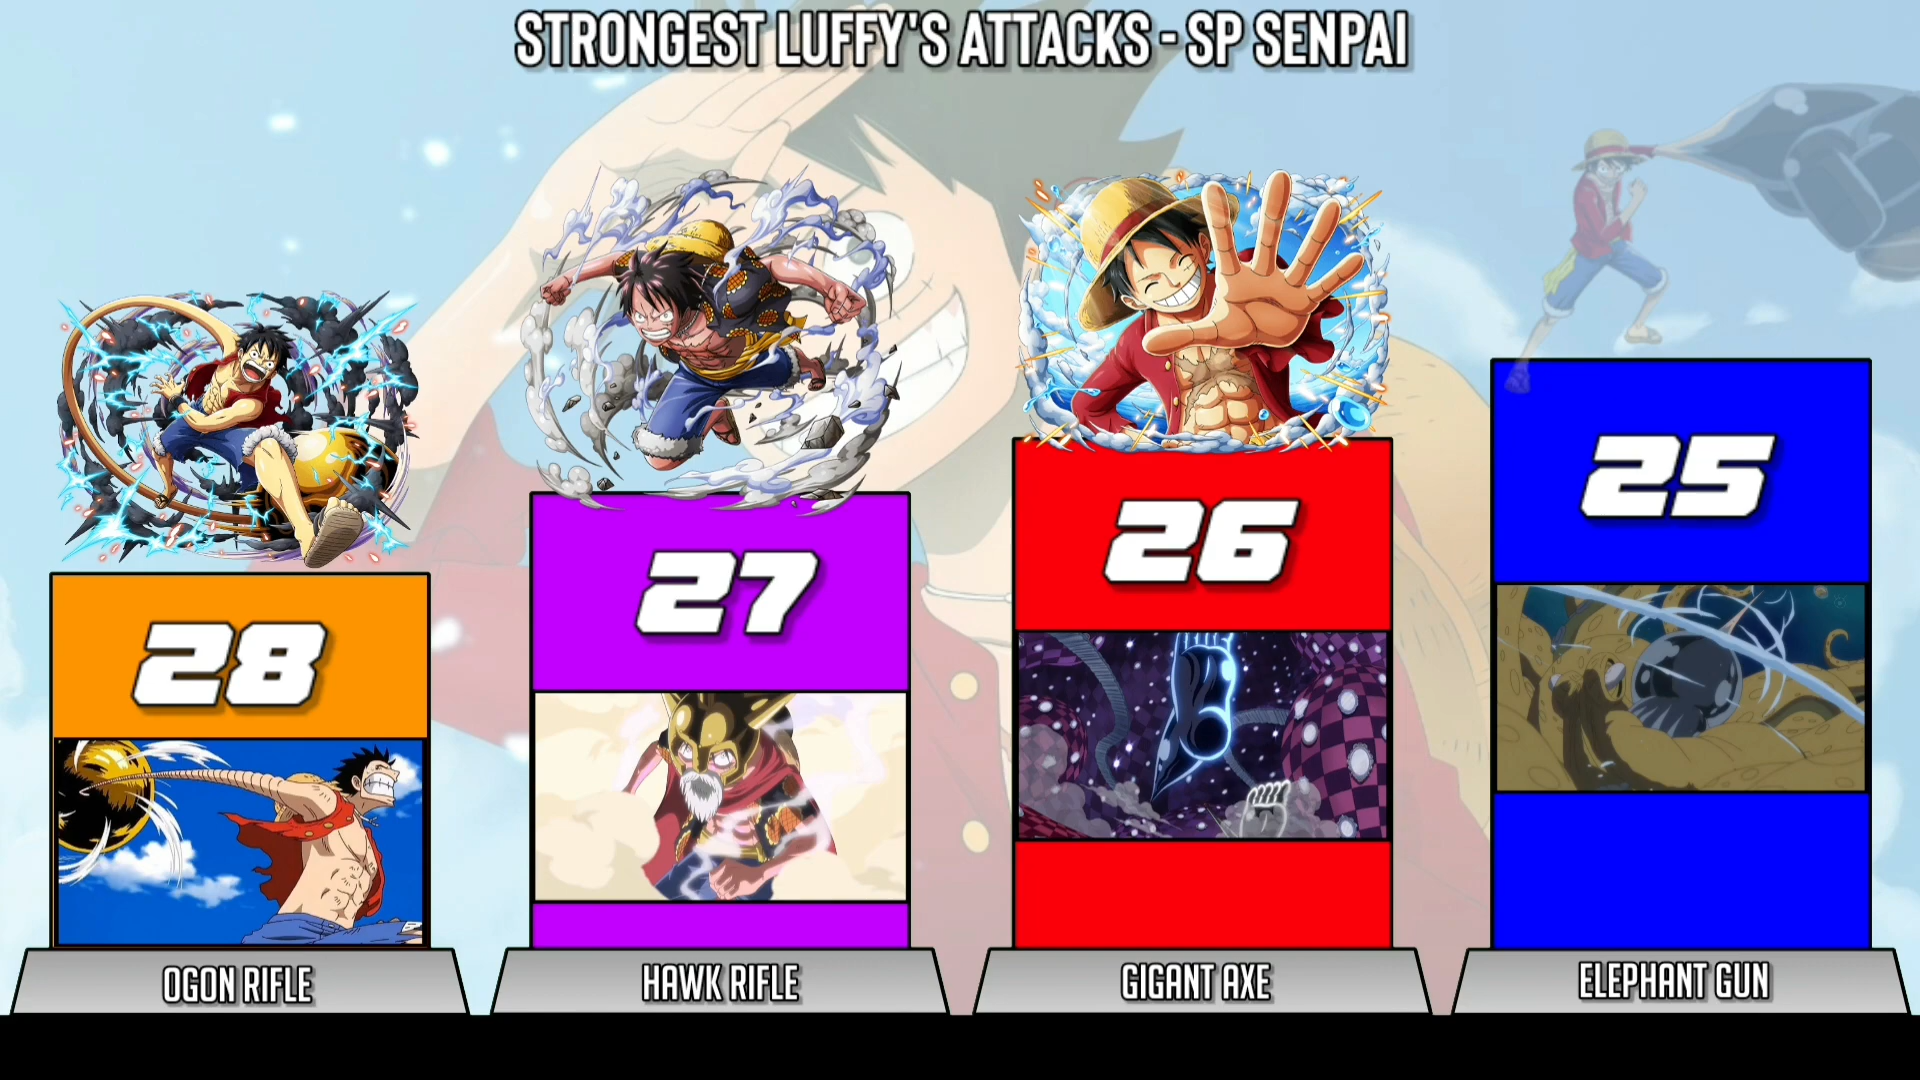 STRONGEST LUFFY'S ATTACKS - SP SENPAI
28
27
26
25
OGON RIFLE
HAWK RIFLE
GIGANT AXE
ELEPHANT GUN